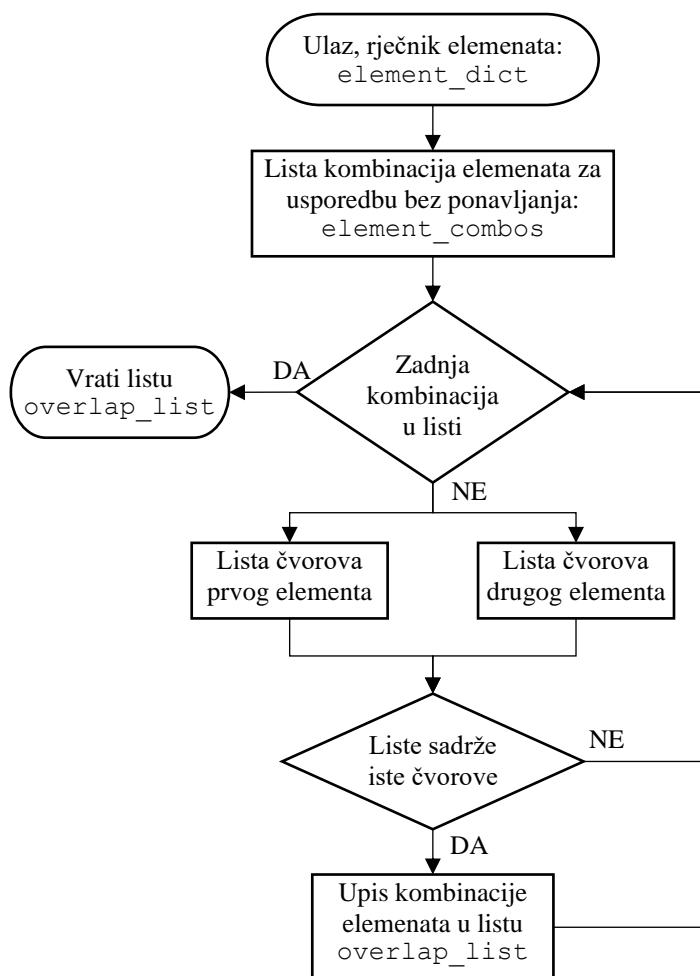 Ulaz, rječnik elemenata:
element_dict
Lista kombinacija elemenata za
usporedbu bez ponavljanja:
element_combos
Zadnja
kombinacija
u listi
DA
Vrati listu
overlap_list
NE
Lista čvorova
prvog elementa
Lista čvorova
drugog elementa
Liste sadrže
iste čvorove
NE
DA
Upis kombinacije
elemenata u listu
overlap_list